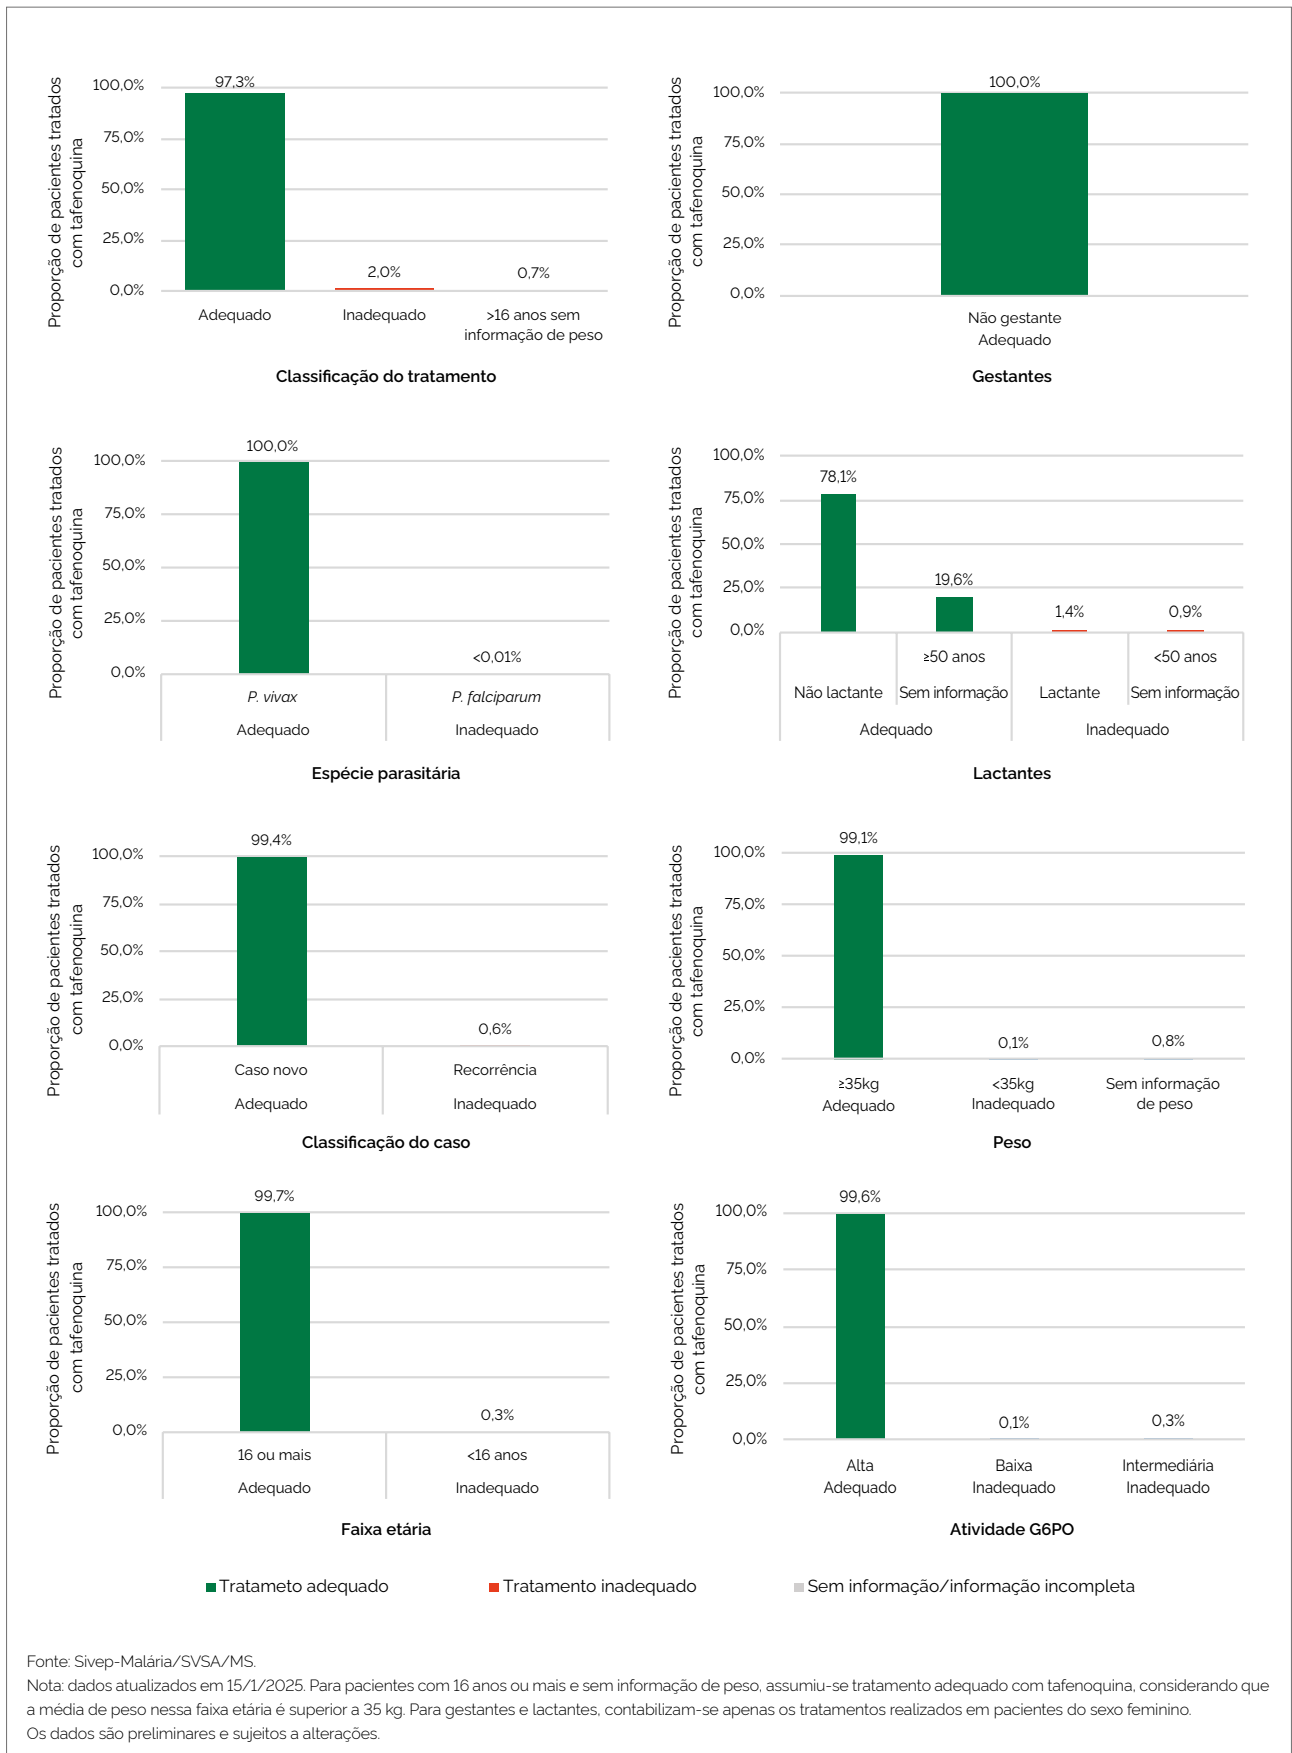 Proporção de pacientes tratados
com tafenoquina
100,0%
75,0%
50,0%
25,0%
0,0%
97,3%
2,0%
0,7%
Adequado
Inadequado
>16 anos sem
informação de peso
Classificação do tratamento
Proporção de pacientes tratados
com tafenoquina
100,0%
75,0%
50,0%
25,0%
0,0%
100,0%
Não gestante
Adequado
Gestantes
Proporção de pacientes tratados
com tafenoquina
100,0%
75,0%
50,0%
25,0%
0,0%
100,0%
<0,01%
P. vivax
P. falciparum
Adequado
Inadequado
Espécie parasitária
Proporção de pacientes tratados
com tafenoquina
100,0%
75,0%
50,0%
25,0%
0,0%
78,1%
19,6%
1,4%
0,9%
≥50 anos
<50 anos
Não lactante
Sem informação
Lactante
Sem informação
Adequado
Inadequado
Lactantes
Proporção de pacientes tratados
com tafenoquina
100,0%
75,0%
50,0%
25,0%
0,0%
99,4%
0,6%
Caso novo
Recorrência
Adequado
Inadequado
Classificação do caso
Proporção de pacientes tratados
com tafenoquina
100,0%
75,0%
50,0%
25,0%
0,0%
99,1%
0,1%
0,8%
≥35kg
Adequado
<35kg
Inadequado
Sem informação
de peso
Peso
Proporção de pacientes tratados
com tafenoquina
100,0%
75,0%
50,0%
25,0%
0,0%
99,7%
0,3%
16 ou mais
<16 anos
Adequado
Inadequado
Faixa etária
Proporção de pacientes tratados
com tafenoquina
100,0%
75,0%
50,0%
25,0%
0,0%
99,6%
0,1%
0,3%
Alta
Adequado
Baixa
Inadequado
Intermediária
Inadequado
Atividade G6PO
Tratameto adequado
Tratamento inadequado
Sem informação/informação incompleta
Fonte: Sivep-Malária/SVSA/MS.
Nota: dados atualizados em 15/1/2025. Para pacientes com 16 anos ou mais e sem informação de peso, assumiu-se tratamento adequado com tafenoquina, considerando que
a média de peso nessa faixa etária é superior a 35 kg. Para gestantes e lactantes, contabilizam-se apenas os tratamentos realizados em pacientes do sexo feminino.
Os dados são preliminares e sujeitos a alterações.